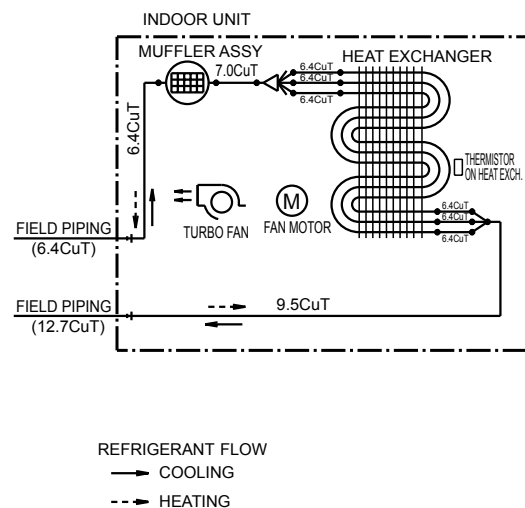 INDOOR UNIT
MUFFLER ASSY
HEAT EXCHANGER
7.0CuT
6.4CuT
6.4CuT
6.4CuT
6.4CuT
THERMISTOR
ON HEAT EXCH.
M
TURBO FAN
FAN MOTOR
6.4CuT
6.4CuT
6.4CuT
FIELD PIPING
(6.4CuT)
9.5CuT
FIELD PIPING
(12.7CuT)
REFRIGERANT FLOW
COOLING
HEATING